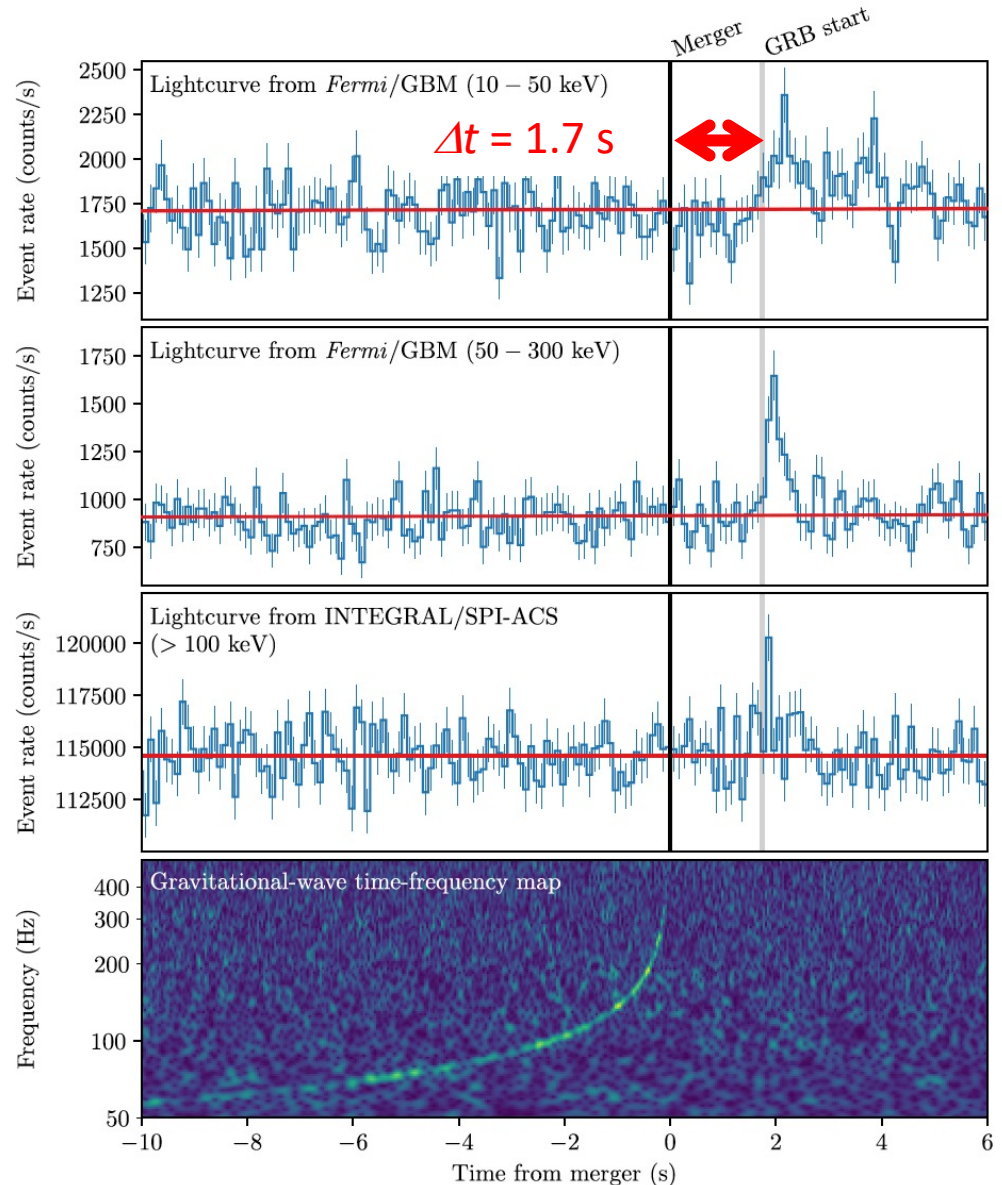 Merger
GRB start
Lightcurve from Fermi/GBM (10 − 50 keV)
Δt = 1.7 s
Event rate (counts/s)
2500
2250
2000
1750
1500
1250
Lightcurve from Fermi/GBM (50 − 300 keV)
Event rate (counts/s)
1750
1500
1250
1000
750
Lightcurve from INTEGRAL/SPI-ACS
(> 100 keV)
Event rate (counts/s)
120000
117500
115000
112500
Gravitational-wave time-frequency map
Frequency (Hz)
400
300
200
100
50
−10 −8 −6 −4 −2 0 2 4 6
Time from merger (s)